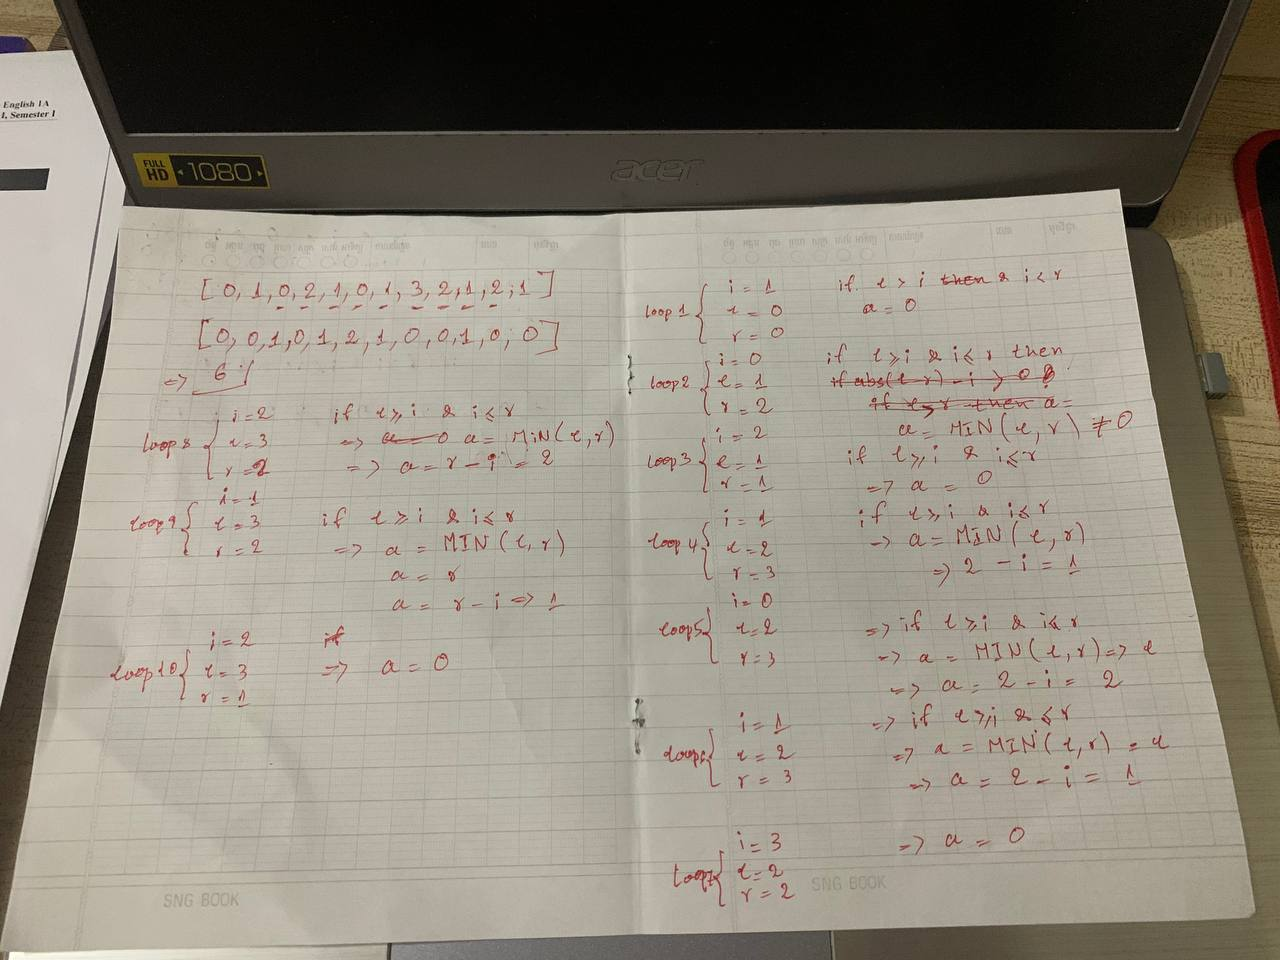 English 1A
I, Semester I
FULL HD 1080
acer
[0,1,0,2,1,0,1,3,2,1,2,1]
[0,0,1,0,1,2,1,0,0,1,0,0]
=> 6
loop 8 { i=2 if l≥i & i≤r
l=3 => a=0 a = MIN(l,r)
r=2 => a=r-i=2
loop 9 { i=1
l=3 if l≥i & i≤r
r=2 => a = MIN(l,r)
a = r
a = r-i => 1
loop 10 { i=2 if
l=3 => a=0
r=1
SNG BOOK
loop 1 { i=1 if l>i then & i<r
l=0 a=0
r=0
loop 2 { i=0 if l≥i & i≤r then
l=1 if abs(l-r)-i>0
r=2 if l>r then a=
a = MIN(l,r) ≠0
loop 3 { i=2
l=1 if l≥i & i≤r
r=1 => a=0
loop 4 { i=1 if l≥i & i≤r
l=2 => a=MIN(l,r)
r=3 => 2-i=1
loop 5 { i=0
l=2 => if l≥i & i≤r
r=3 => a=MIN(l,r)=> l
=> a=2-i=2
loop 6 { i=1 => if l≥i & ≤r
l=2 => a=MIN(l,r)=l
r=3 => a=2-i=1
loop 7 { i=3 => a=0
l=2
r=2
SNG BOOK